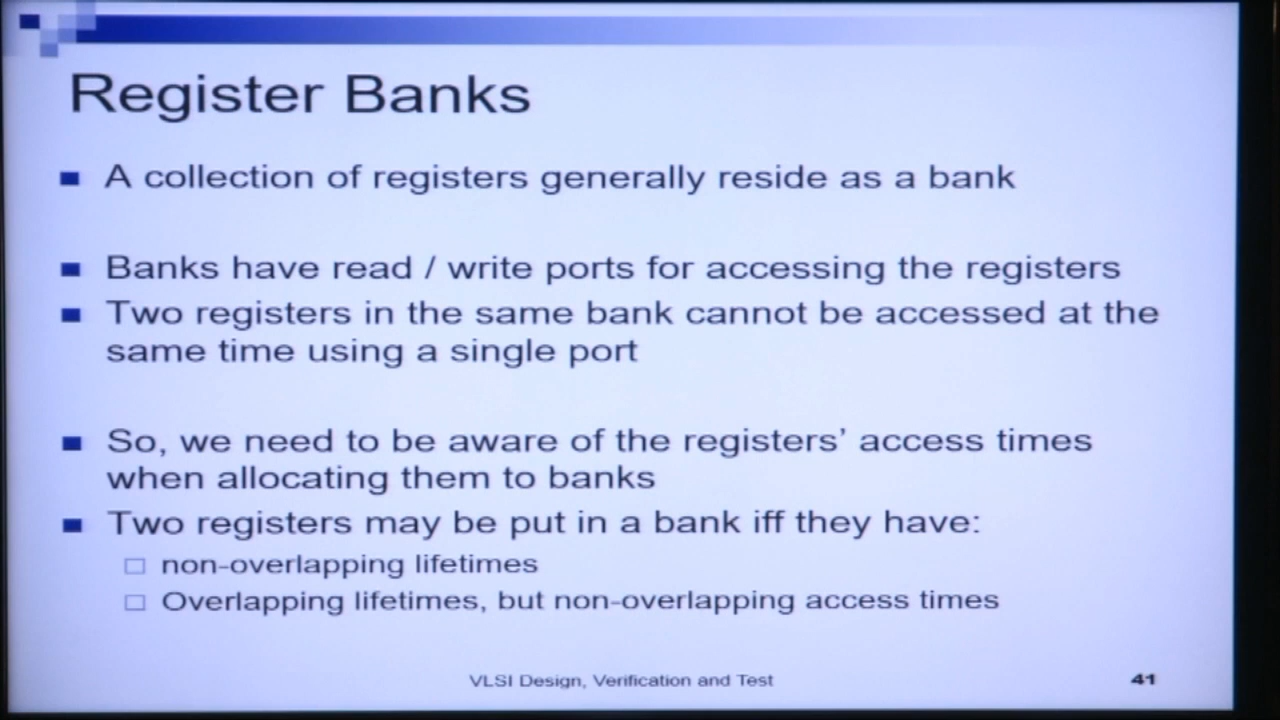 Register Banks
A collection of registers generally reside as a bank
Banks have read / write ports for accessing the registers
Two registers in the same bank cannot be accessed at the
same time using a single port
So, we need to be aware of the registers’ access times
when allocating them to banks
Two registers may be put in a bank iff they have:
non-overlapping lifetimes
Overlapping lifetimes, but non-overlapping access times
VLSI Design, Verification and Test
41